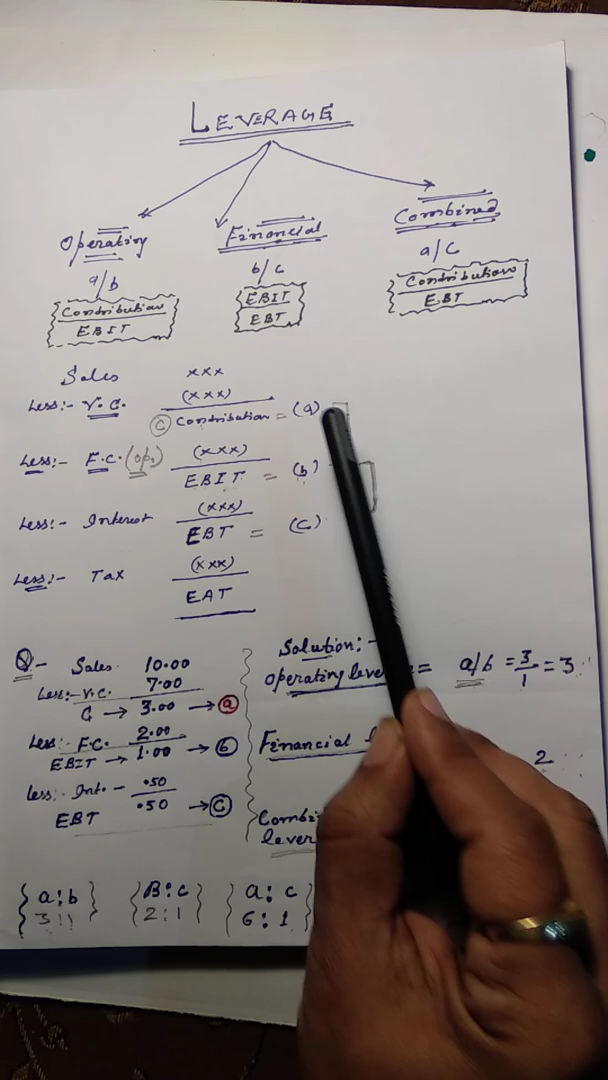 LEVERAGE
Operating Financial Combined
a/b b/c a/C
Contribution EBIT Contribution
EBIT EBT EBT
Sales xxx
Less:- V.C. (xxx)
C Contribution = (a)
Less:- F.C. (op.) (xxx)
EBIT = (b)
Less:- Interest (xxx)
EBT = (C)
Less:- Tax (xxx)
EAT
Q- Sales 10.00
Less:- V.C. 7.00
C → 3.00 → a
Less:- F.C. 2.00
EBIT → 1.00 → b
Less:- Int. - .50
EBT .50 → C
Solution:-
Operating = a/b = 3/1 = 3
Financial
2
{a:b} {B:c} {a:c
3:1 2:1 6:1